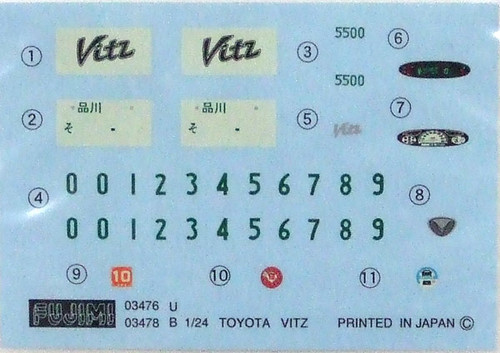 ① Vitz Vitz ③ 5500 ⑥
5500
② 品川 品川 ⑤ Vitz ⑦
そ - そ -
④ 0 0 1 2 3 4 5 6 7 8 9 ⑧
0 0 1 2 3 4 5 6 7 8 9
⑨ 10 ⑩ ⑪
FUJIMI 03476 U
03478 B 1/24 TOYOTA VITZ PRINTED IN JAPAN Ⓒ